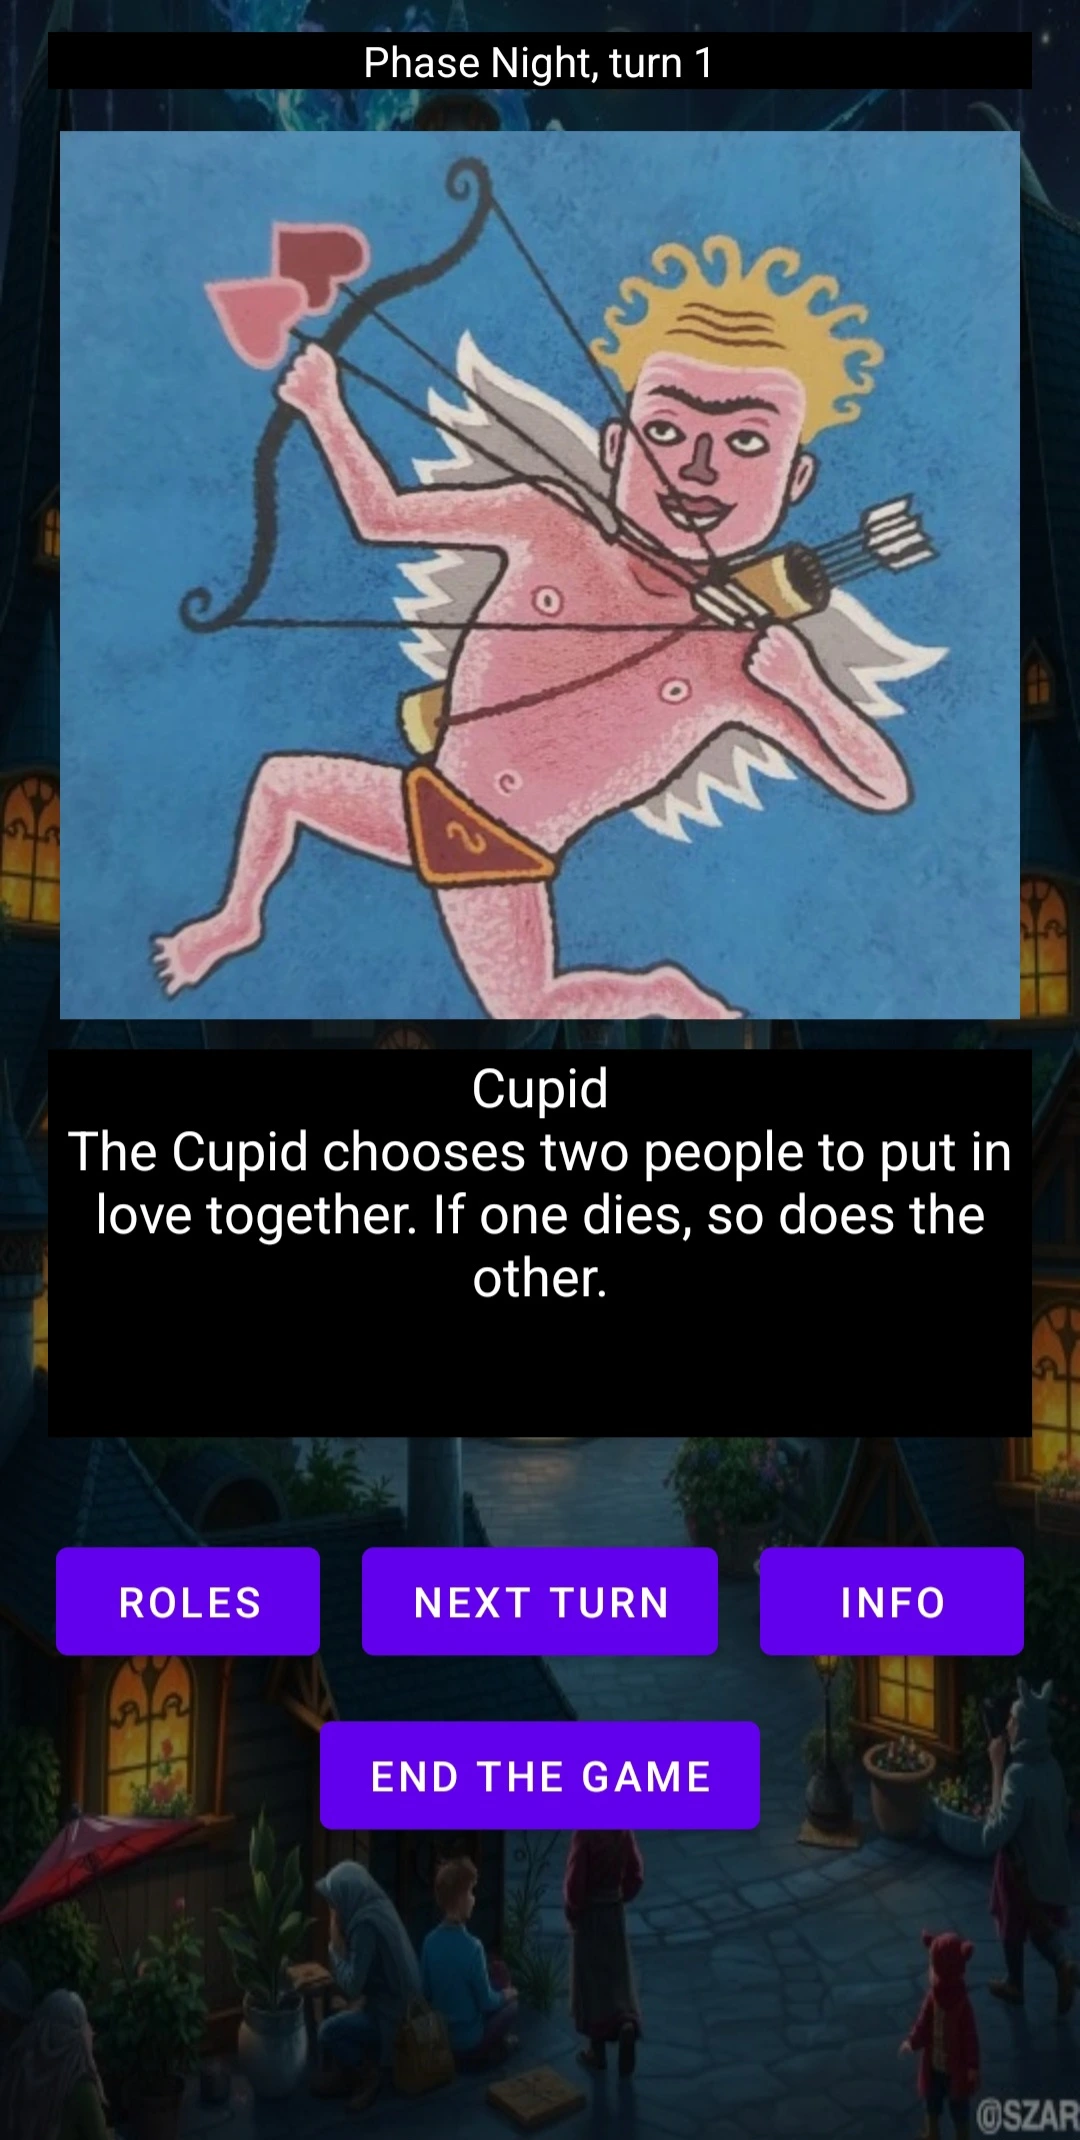 Phase Night, turn 1
Cupid
The Cupid chooses two people to put in
love together. If one dies, so does the
other.
ROLES
NEXT TURN
INFO
END THE GAME
@SZAR